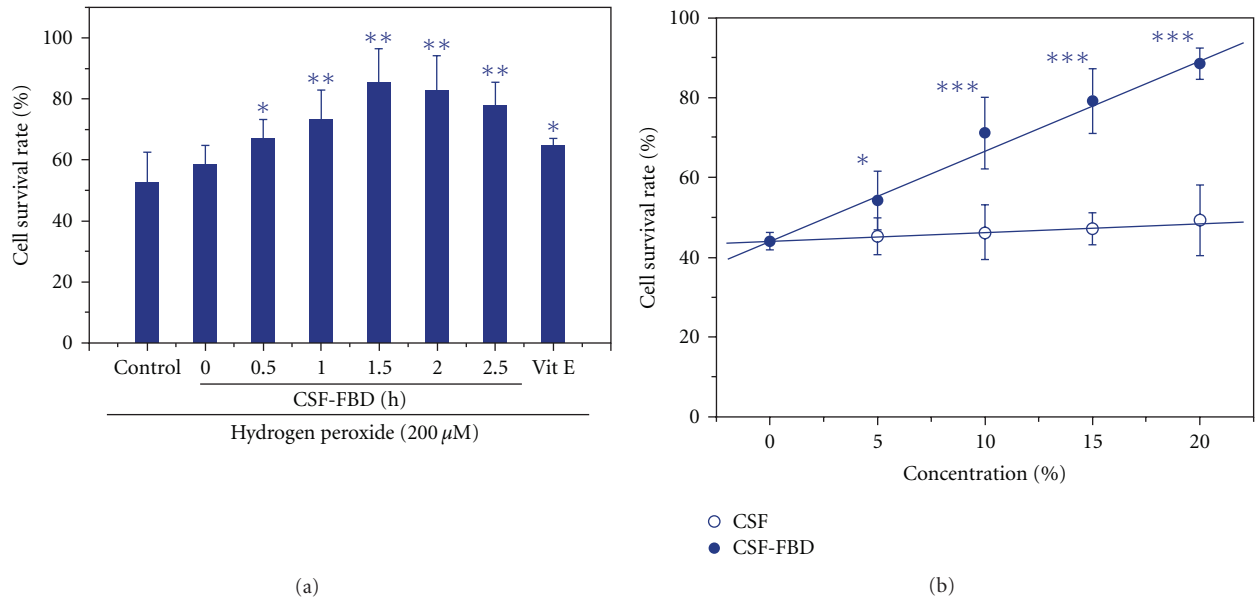 100
80
60
40
20
0
Cell survival rate (%)
* ** ** ** ** *
Control 0 0.5 1 1.5 2 2.5 Vit E
CSF-FBD (h)
Hydrogen peroxide (200 μM)
(a)
100
80
60
40
20
0
Cell survival rate (%)
* *** *** ***
0 5 10 15 20
Concentration (%)
CSF
CSF-FBD
(b)